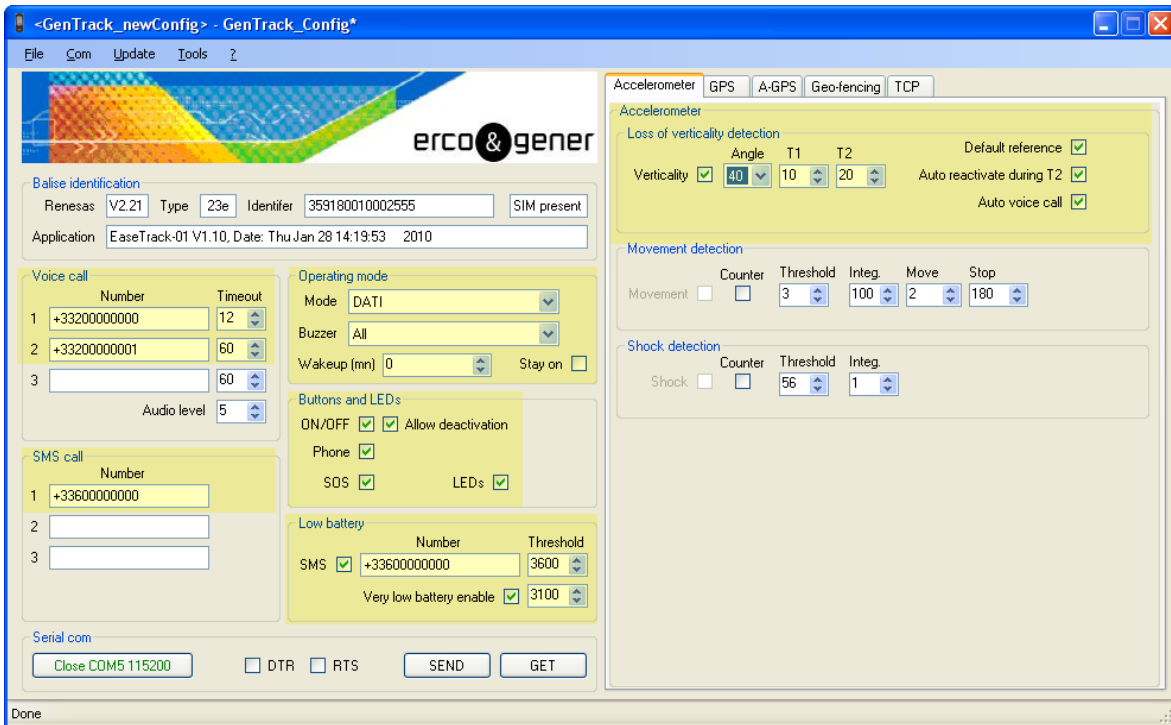 <GenTrack_newConfig> - GenTrack_Config*
File Com Update Tools ?
erco & gener
Balise identification
Renesas V2.21 Type 23e Identifer 359180010002555 SIM present
Application EaseTrack-01 V1.10, Date: Thu Jan 28 14:19:53 2010
Voice call
Number Timeout
1 +33200000000 12
2 +33200000001 60
3 60
Audio level 5
SMS call
Number
1 +33600000000
2
3
Operating mode
Mode DATI
Buzzer All
Wakeup (mn) 0 Stay on
Buttons and LEDs
ON/OFF Allow deactivation
Phone
SOS LEDs
Low battery
Number Threshold
SMS +33600000000 3600
Very low battery enable 3100
Serial com
Close COM5 115200 DTR RTS SEND GET
Accelerometer GPS A-GPS Geo-fencing TCP
Accelerometer
Loss of verticality detection
Angle T1 T2 Default reference
Verticality 40 10 20 Auto reactivate during T2
Auto voice call
Movement detection
Counter Threshold Integ. Move Stop
Movement 3 100 2 180
Shock detection
Counter Threshold Integ.
Shock 56 1
Done